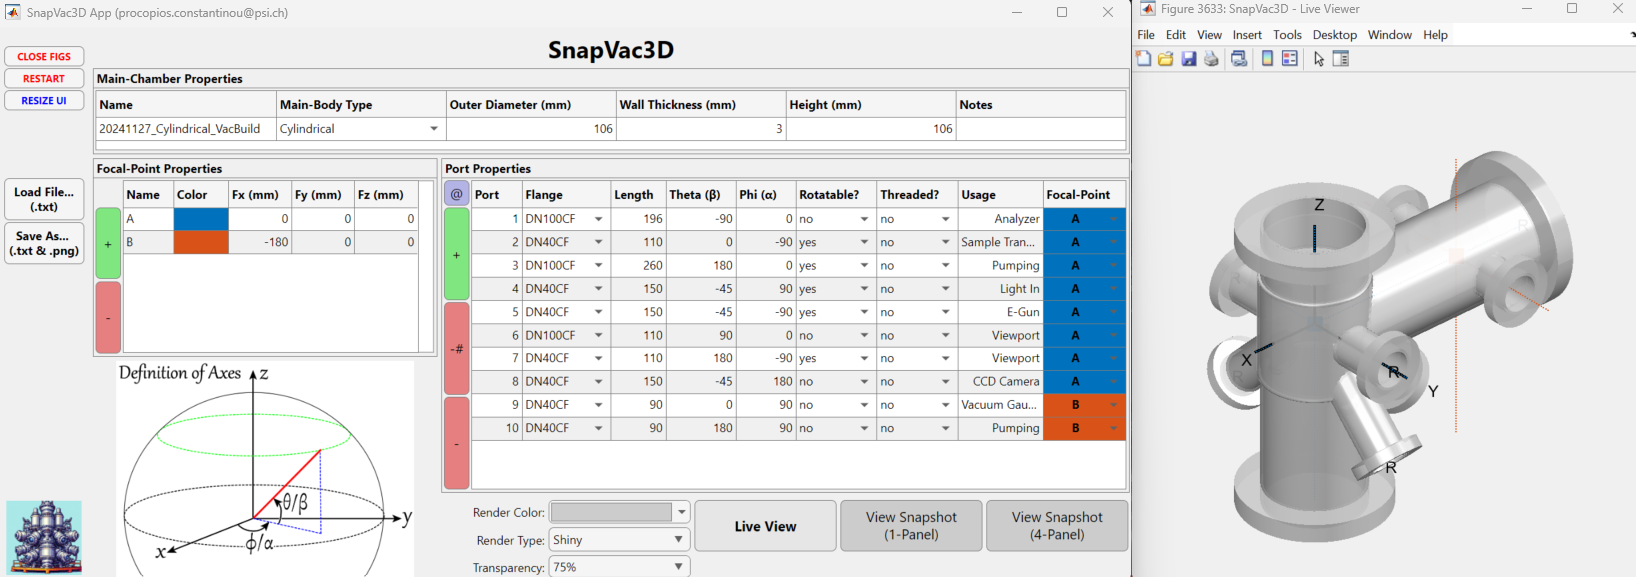 SnapVac3D App (procopios.constantinou@psi.ch)
SnapVac3D
CLOSE FIGS
RESTART
RESIZE UI
Load File...
(.txt)
Save As...
(.txt & .png)
Main-Chamber Properties
Name Main-Body Type Outer Diameter (mm) Wall Thickness (mm) Height (mm) Notes
20241127_Cylindrical_VacBuild Cylindrical 106 3 106
Focal-Point Properties
Name Color Fx (mm) Fy (mm) Fz (mm)
A 0 0 0
B -180 0 0
+
-
Definition of Axes
z
θ/β
y
ϕ/α
x
Port Properties
@ Port Flange Length Theta (β) Phi (α) Rotatable? Threaded? Usage Focal-Point
1 DN100CF 196 -90 0 no no Analyzer A
2 DN40CF 110 0 -90 yes no Sample Tran... A
3 DN100CF 260 180 0 yes no Pumping A
4 DN40CF 150 -45 90 yes no Light In A
5 DN40CF 150 -45 -90 yes no E-Gun A
6 DN100CF 110 90 0 no no Viewport A
7 DN40CF 110 180 -90 yes no Viewport A
8 DN40CF 150 -45 180 no no CCD Camera A
9 DN40CF 90 0 90 no no Vacuum Gau... B
10 DN40CF 90 180 90 no no Pumping B
+
-#
-
Render Color:
Render Type: Shiny
Transparency: 75%
Live View
View Snapshot
(1-Panel)
View Snapshot
(4-Panel)
Figure 3633: SnapVac3D - Live Viewer
File Edit View Insert Tools Desktop Window Help
Z
R
X
R
R
Y
R